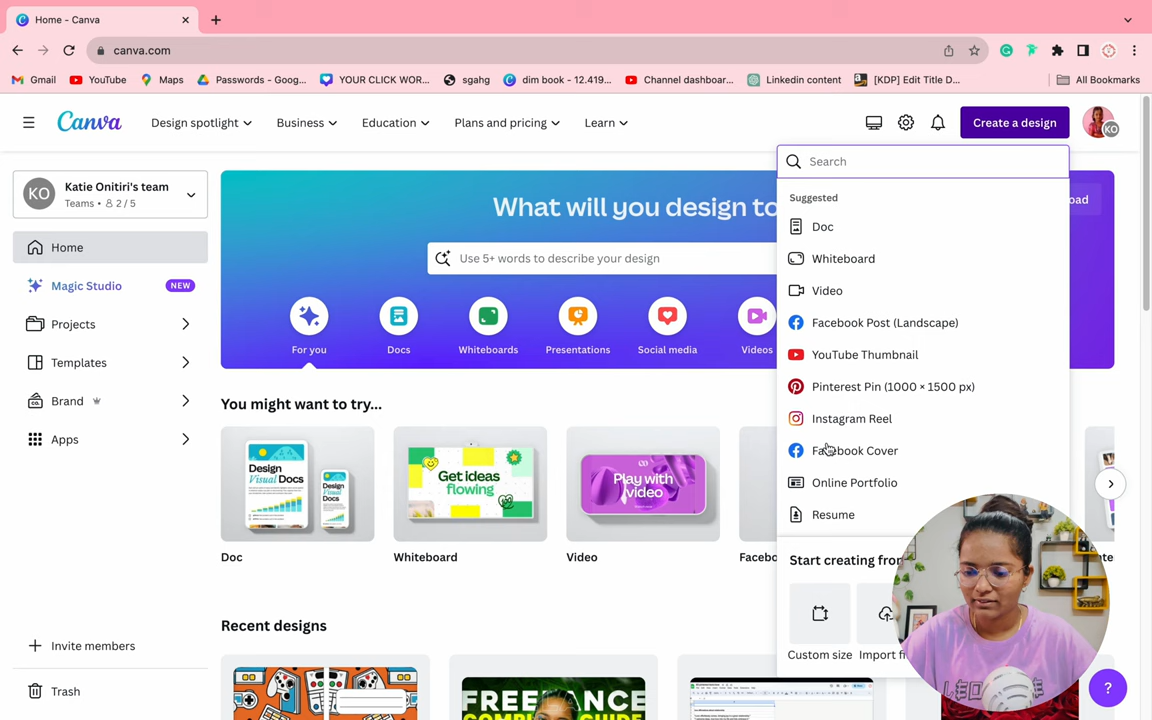 Home - Canva
canva.com
Gmail
YouTube
Maps
Passwords - Goog...
YOUR CLICK WOR...
sgahg
dim book - 12.419...
Channel dashboar...
Linkedin content
[KDP] Edit Title D...
All Bookmarks
Canva
Design spotlight
Business
Education
Plans and pricing
Learn
Create a design
KO
KO
Katie Onitiri's team
Teams • 2 / 5
Home
Magic Studio
NEW
Projects
Templates
Brand
Apps
Invite members
Trash
What will you design to
Use 5+ words to describe your design
For you
Docs
Whiteboards
Presentations
Social media
Videos
Search
Suggested
Doc
Whiteboard
Video
Facebook Post (Landscape)
YouTube Thumbnail
Pinterest Pin (1000 × 1500 px)
Instagram Reel
Facebook Cover
Online Portfolio
Resume
Start creating from
Custom size
Import fi
You might want to try...
Design
Visual Docs
Get ideas
flowing
Play with
video
Doc
Whiteboard
Video
Recent designs
FREELANCE
?